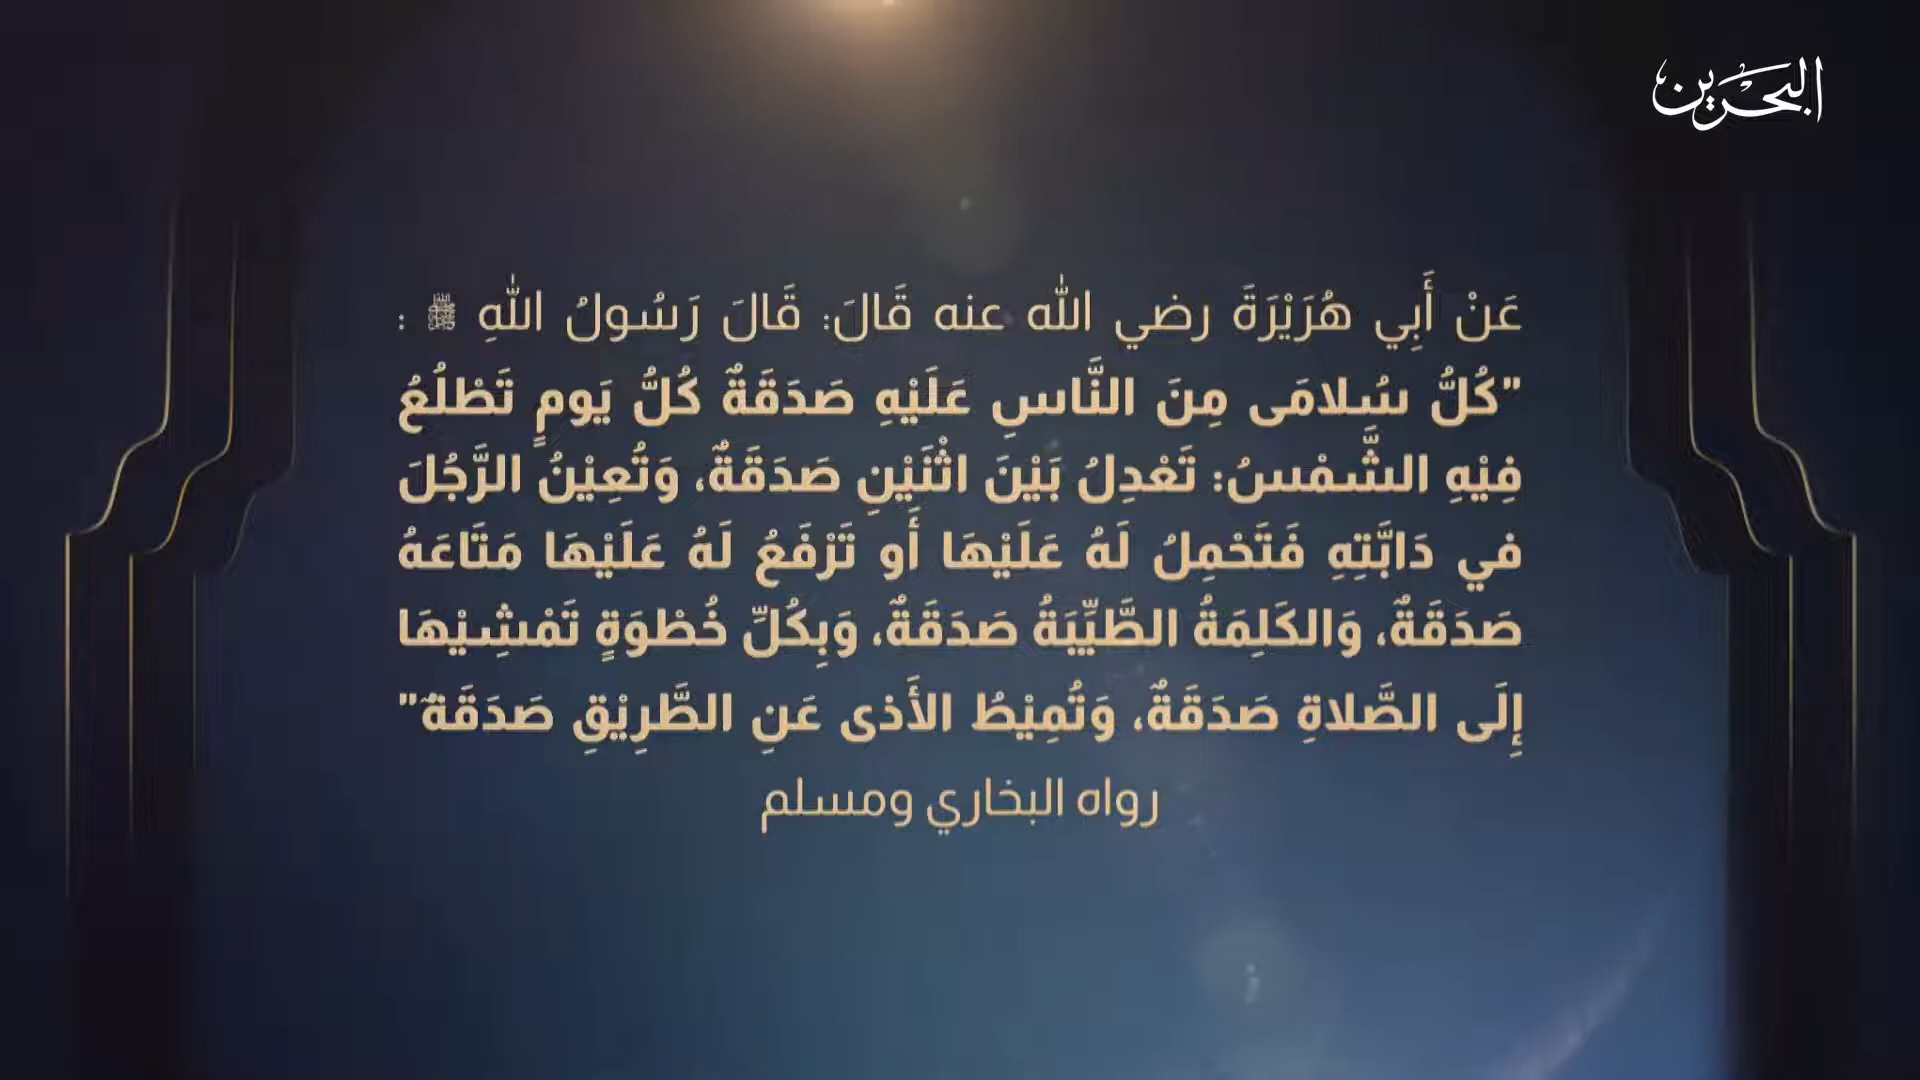 البحرين
عَنْ أَبِي هُرَيْرَةَ رضي الله عنه قَالَ: قَالَ رَسُولُ اللهِ ﷺ :
"كُلُّ سُلامَى مِنَ النَّاسِ عَلَيْهِ صَدَقَةٌ كُلُّ يَومٍ تَطْلُعُ
فِيْهِ الشَّمْسُ: تَعْدِلُ بَيْنَ اثْنَيْنِ صَدَقَةٌ، وَتُعِيْنُ الرَّجُلَ
في دَابَّتِهِ فَتَحْمِلُ لَهُ عَلَيْهَا أَو تَرْفَعُ لَهُ عَلَيْهَا مَتَاعَهُ
صَدَقَةٌ، وَالكَلِمَةُ الطَّيِّبَةُ صَدَقَةٌ، وَبِكُلِّ خُطْوَةٍ تَمْشِيْهَا
إِلَى الصَّلاةِ صَدَقَةٌ، وَتُمِيْطُ الأَذى عَنِ الطَّرِيْقِ صَدَقَةٌ"
رواه البخاري ومسلم